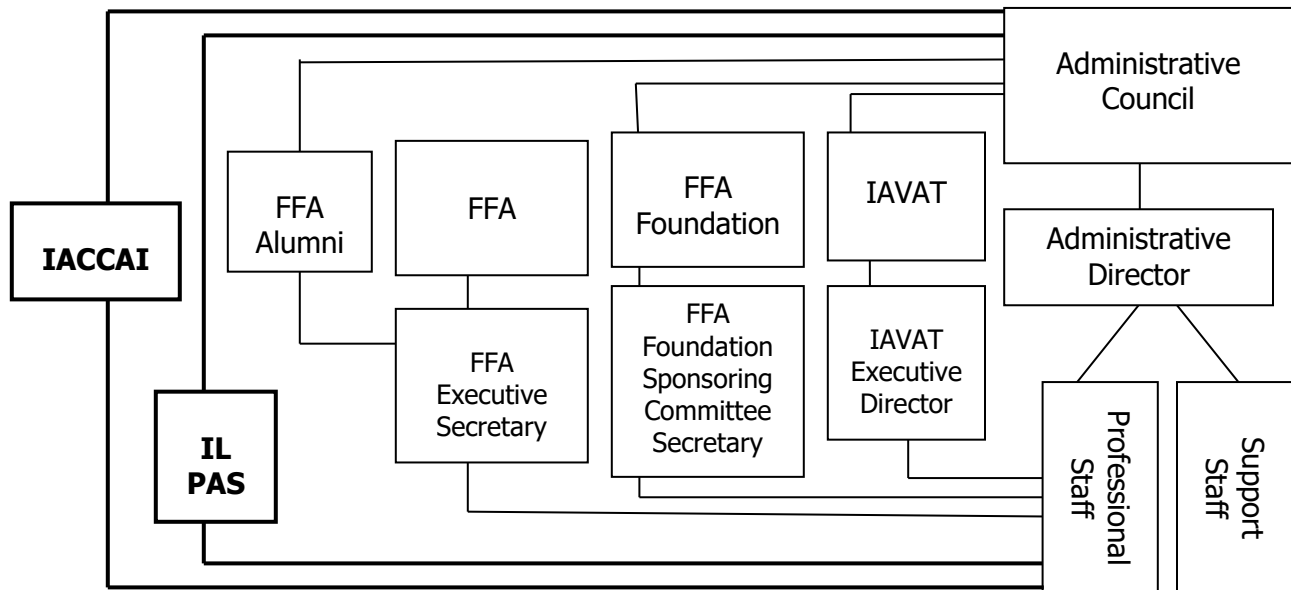 Administrative
Council
FFA
Alumni
FFA
FFA
Foundation
IAVAT
IACCAI
Administrative
Director
FFA
Executive
Secretary
FFA
Foundation
Sponsoring
Committee
Secretary
IAVAT
Executive
Director
IL
PAS
Professional
Staff
Support
Staff